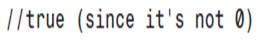 //true (since it's not 0)